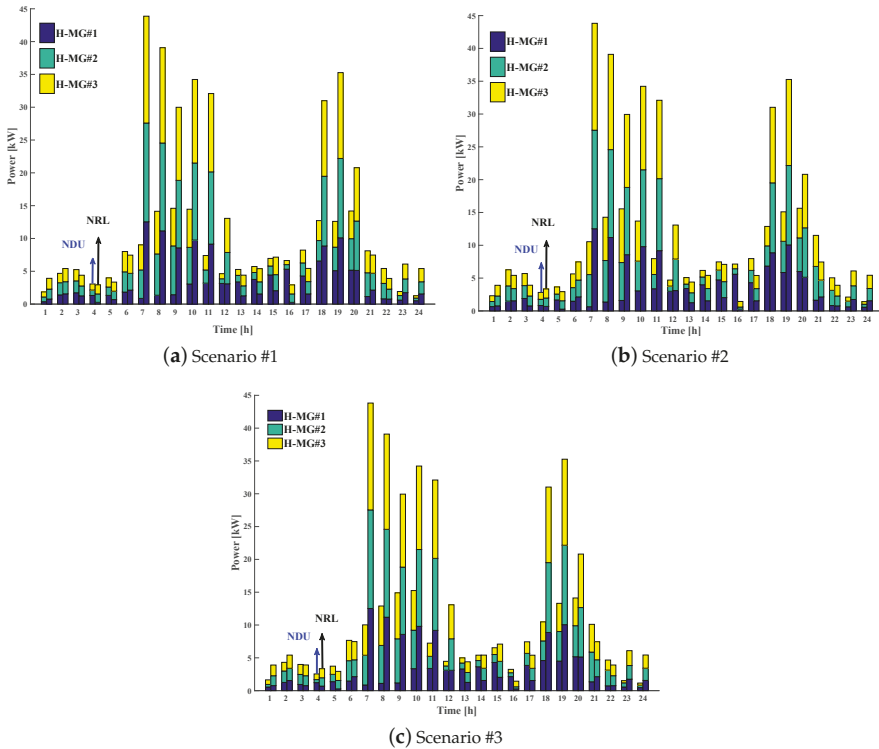 45
40
35
30
25
20
15
10
5
0
Power [kW]
H-MG#1
H-MG#2
H-MG#3
NDU
NRL
1 2 3 4 5 6 7 8 9 10 11 12 13 14 15 16 17 18 19 20 21 22 23 24
Time [h]
(a) Scenario #1
45
40
35
30
25
20
15
10
5
0
Power [kW]
H-MG#1
H-MG#2
H-MG#3
NDU
NRL
1 2 3 4 5 6 7 8 9 10 11 12 13 14 15 16 17 18 19 20 21 22 23 24
Time [h]
(b) Scenario #2
45
40
35
30
25
20
15
10
5
0
Power [kW]
H-MG#1
H-MG#2
H-MG#3
NDU
NRL
1 2 3 4 5 6 7 8 9 10 11 12 13 14 15 16 17 18 19 20 21 22 23 24
Time [h]
(c) Scenario #3